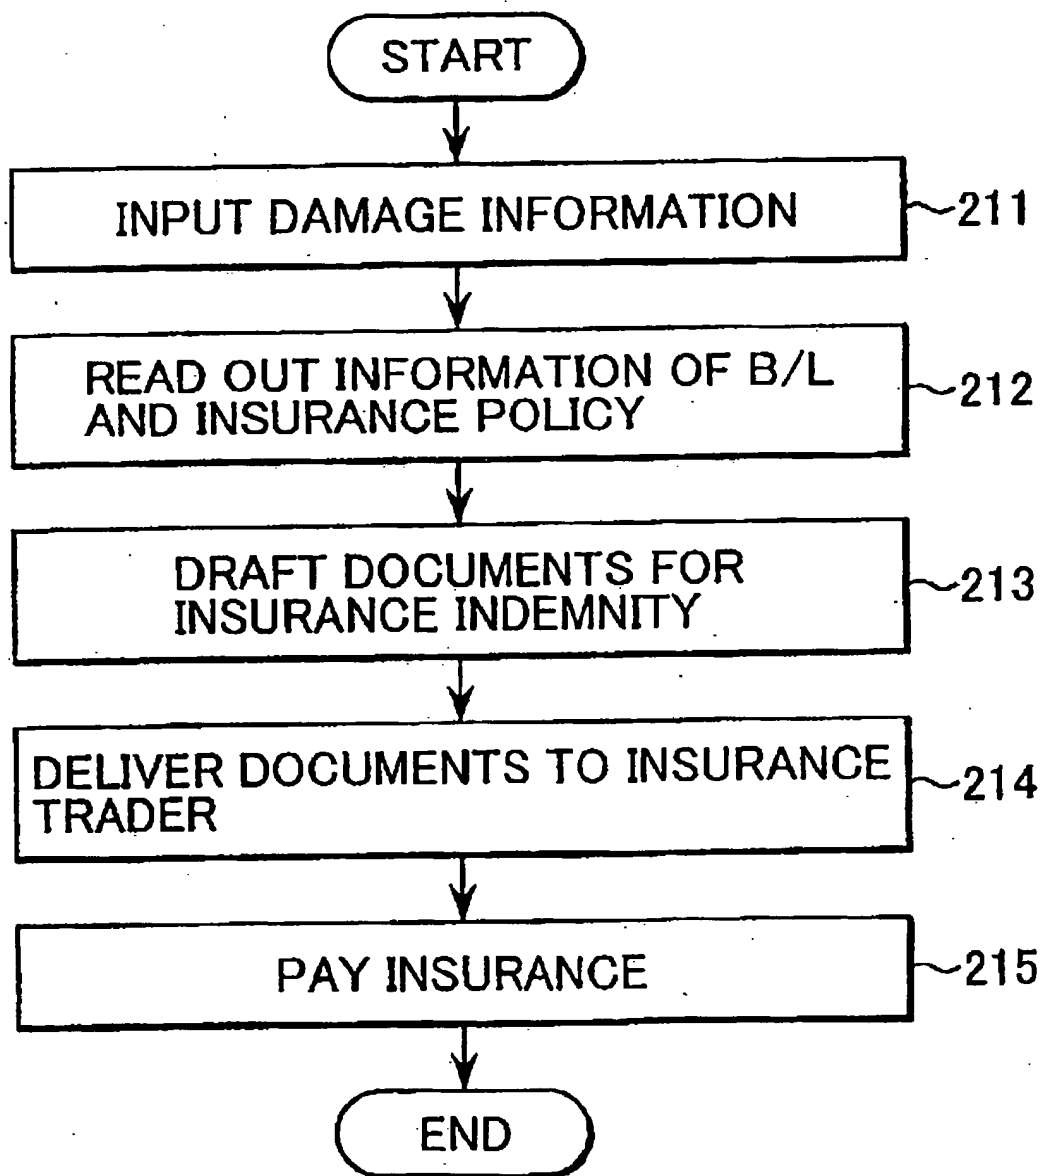 START
INPUT DAMAGE INFORMATION
211
READ OUT INFORMATION OF B/L
AND INSURANCE POLICY
212
DRAFT DOCUMENTS FOR
INSURANCE INDEMNITY
213
DELIVER DOCUMENTS TO INSURANCE
TRADER
214
PAY INSURANCE
215
END